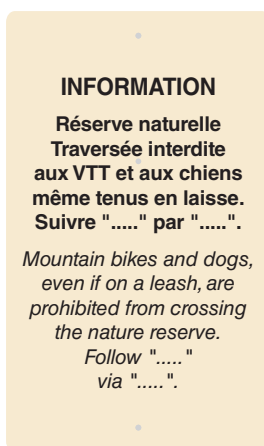 INFORMATION
Réserve naturelle
Traversée interdite
aux VTT et aux chiens
même tenus en laisse.
Suivre "....." par ".....".
Mountain bikes and dogs,
even if on a leash, are
prohibited from crossing
the nature reserve.
Follow "....."
via ".....".